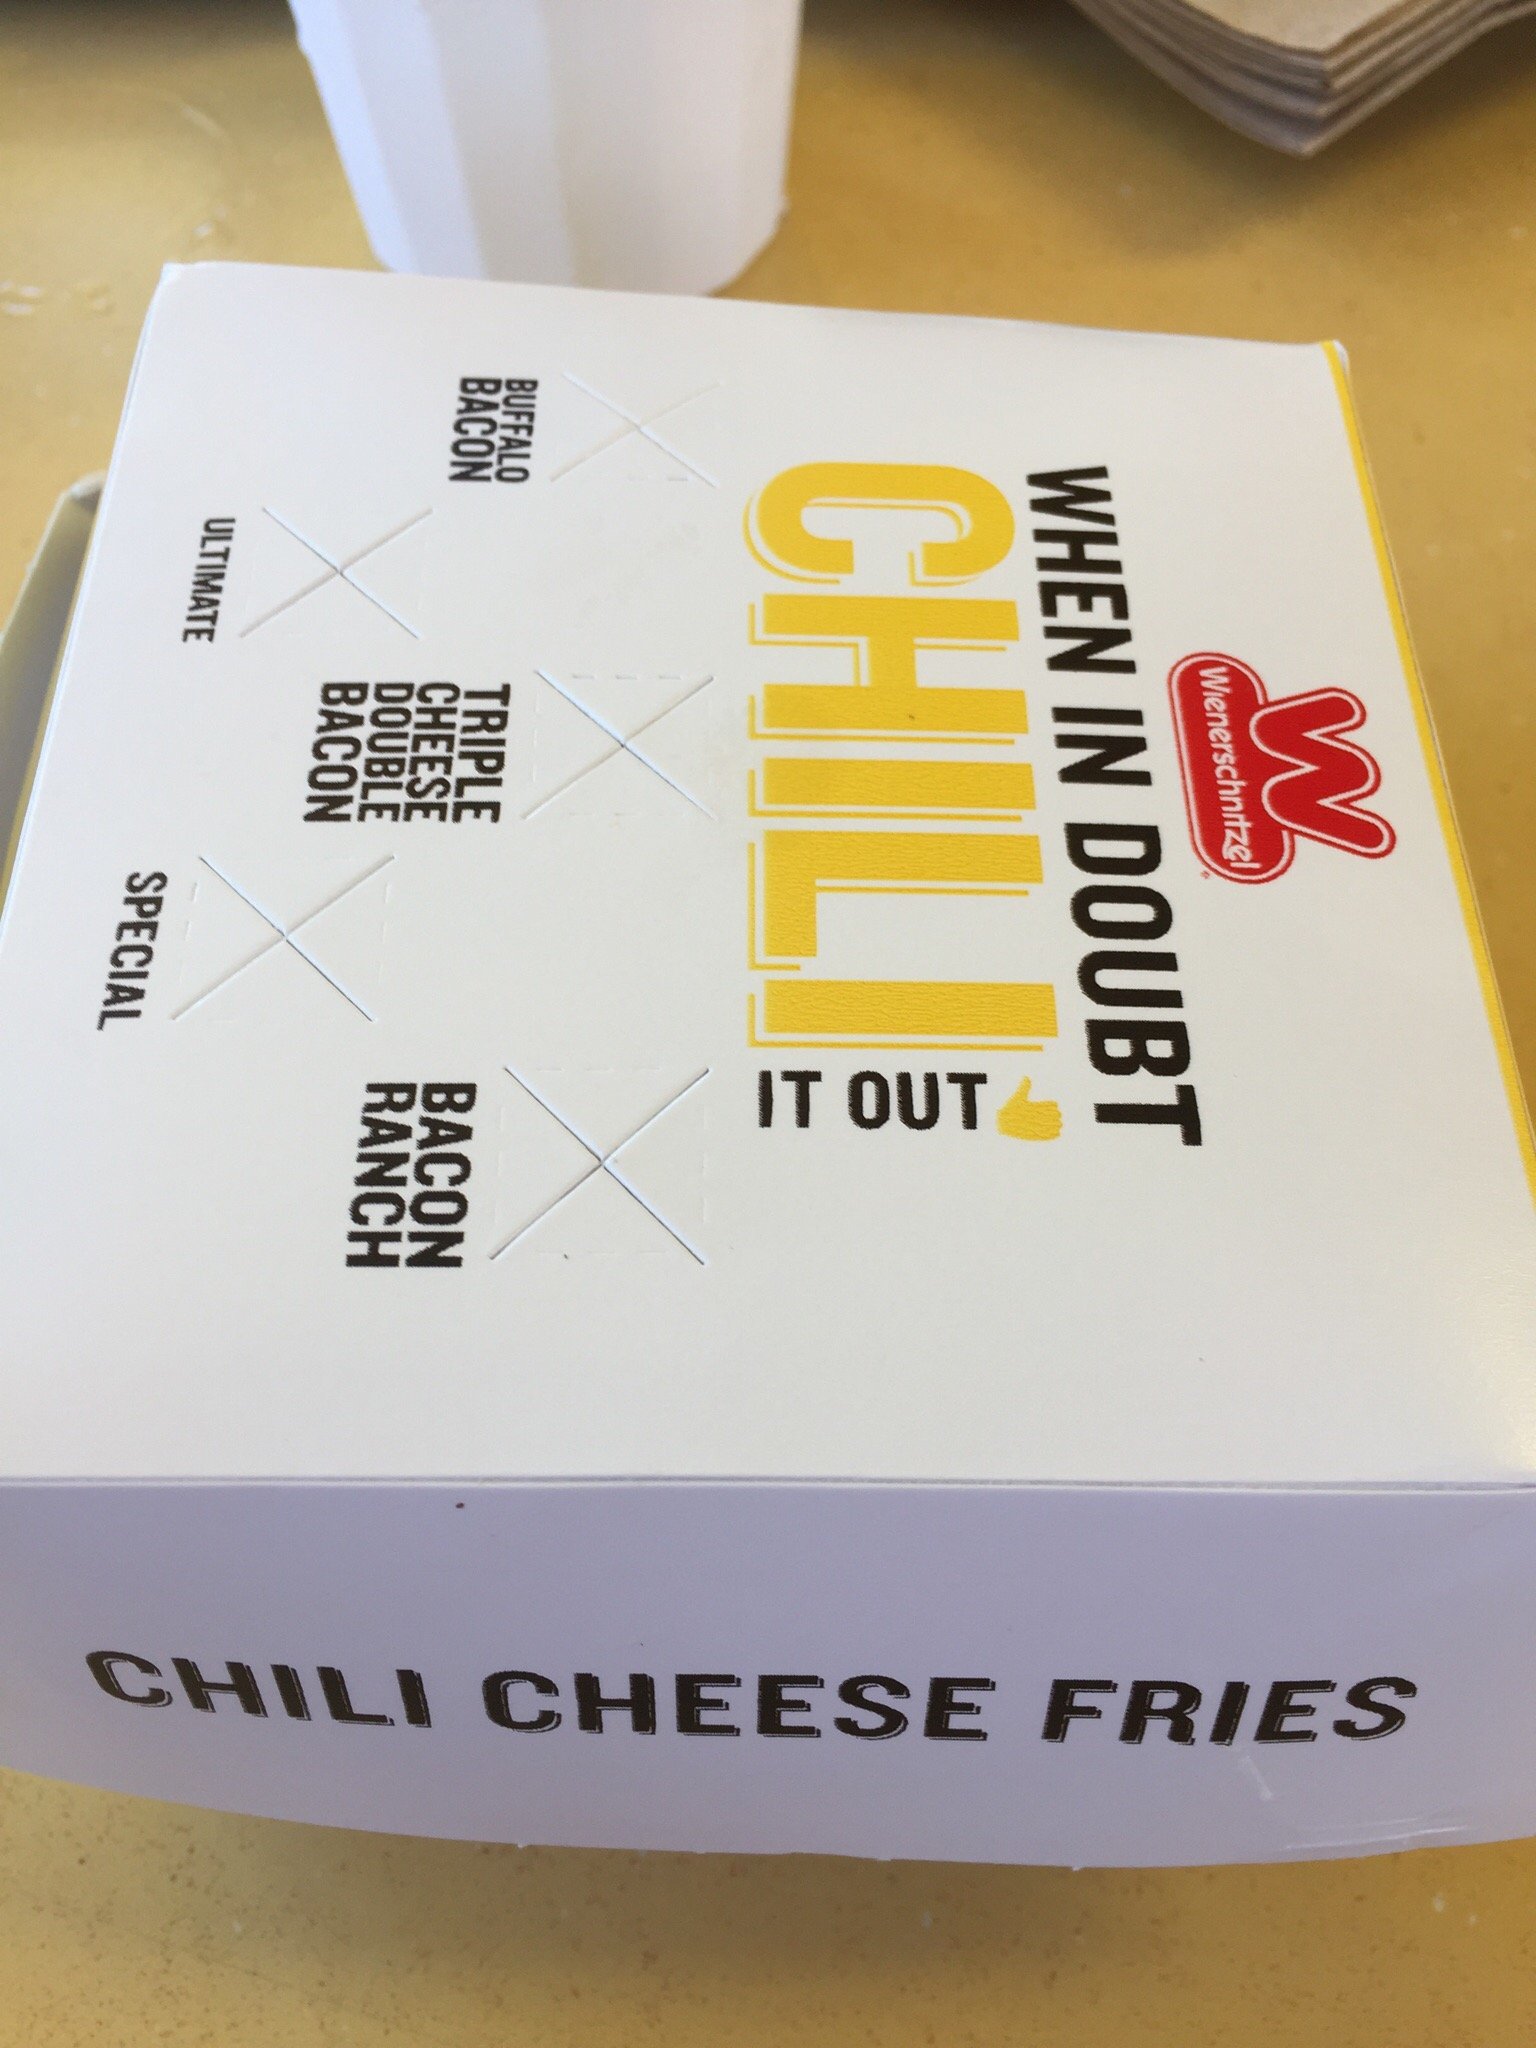 Wienerschnitzel
WHEN IN DOUBT
CHILI IT OUT
BUFFALO
BACON
TRIPLE
CHEESE
DOUBLE
BACON
BACON
RANCH
ULTIMATE
SPECIAL
CHILI CHEESE FRIES